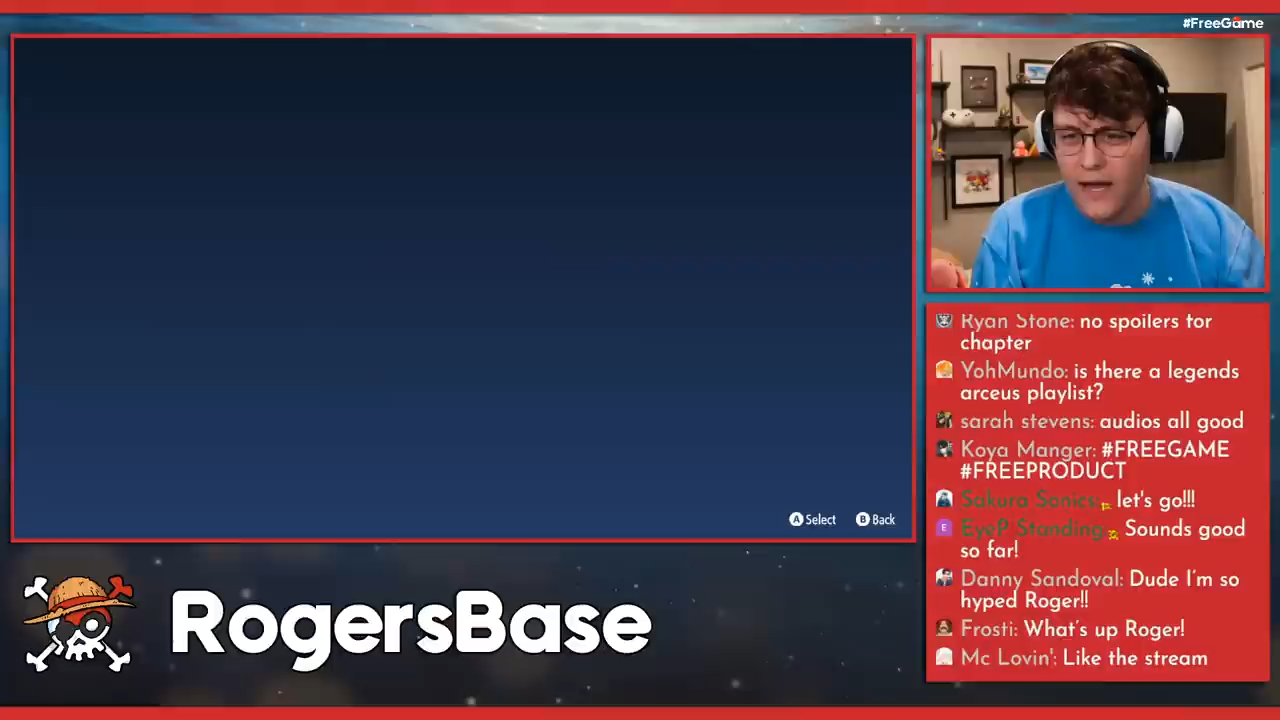 #FreeGame
Ryan Stone: no spoilers for
chapter
YohMundo: is there a legends
arceus playlist?
sarah stevens: audios all good
Koya Manger: #FREEGAME
#FREEPRODUCT
Sakura Sonics: let's go!!!
E EyeP Standing: Sounds good
so far!
Danny Sandoval: Dude I'm so
hyped Roger!!
Frosti: What's up Roger!
Mc Lovin': Like the stream
A Select B Back
RogersBase